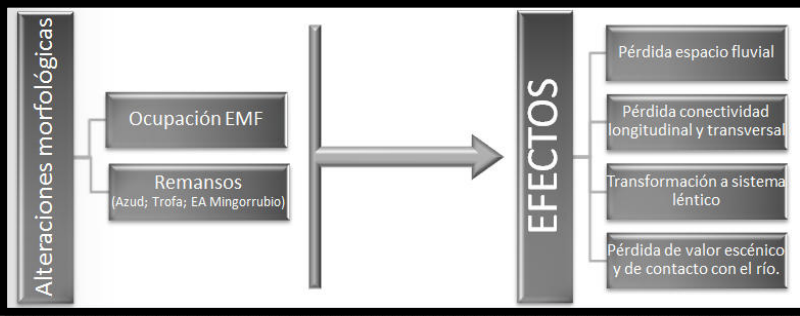 Alteraciones morfológicas
Ocupación EMF
Remansos
(Azud; Trofa; EA Mingorrubio)
EFECTOS
Pérdida espacio fluvial
Pérdida conectividad
longitudinal y transversal
Transformación a sistema
léntico
Pérdida de valor escénico
y de contacto con el río.